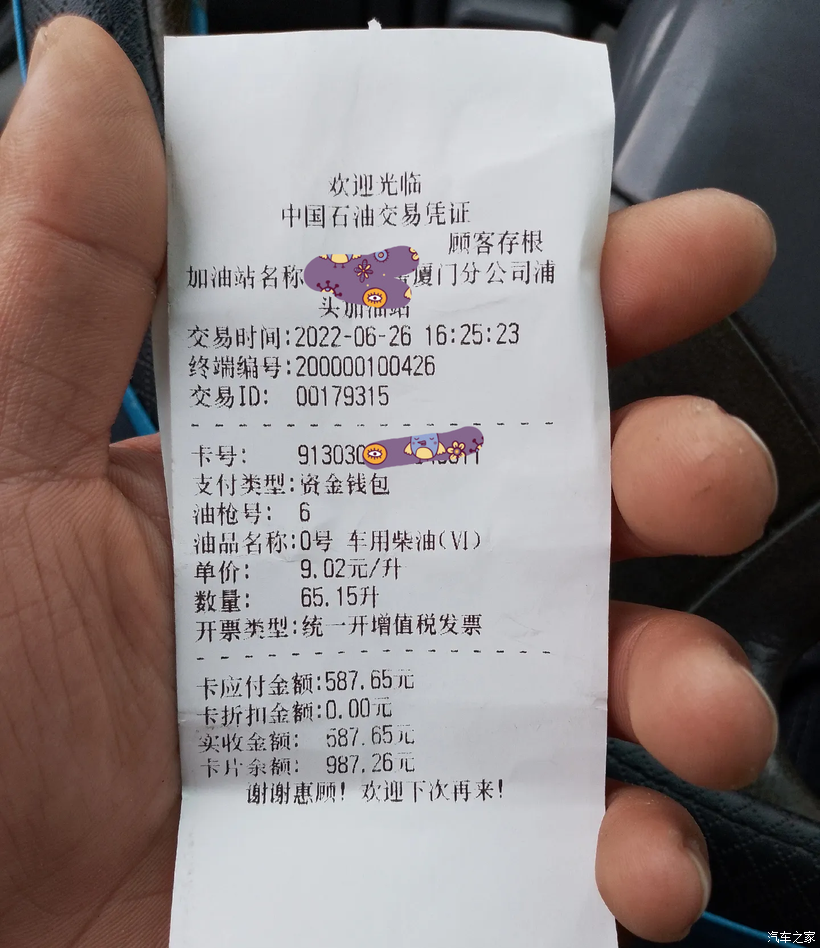 欢迎光临
中国石油交易凭证
顾客存根
加油站名称 厦门分公司浦
头加油站
交易时间:2022-06-26 16:25:23
终端编号:200000100426
交易ID: 00179315
卡号: 91303
支付类型:资金钱包
油枪号: 6
油品名称:0号 车用柴油(VI)
单价: 9.02元/升
数量: 65.15升
开票类型:统一开增值税发票
卡应付金额:587.65元
卡折扣金额:0.00元
实收金额: 587.65元
卡片余额: 987.26元
谢谢惠顾! 欢迎下次再来!
汽车之家